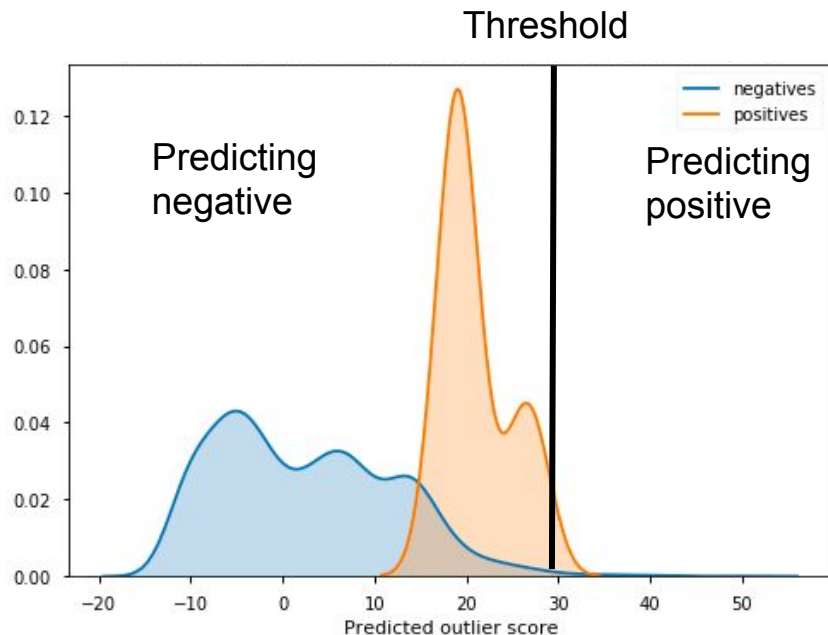 Threshold
negatives
positives
Predicting
negative
Predicting
positive
0.12
0.10
0.08
0.06
0.04
0.02
0.00
−20 −10 0 10 20 30 40 50
Predicted outlier score